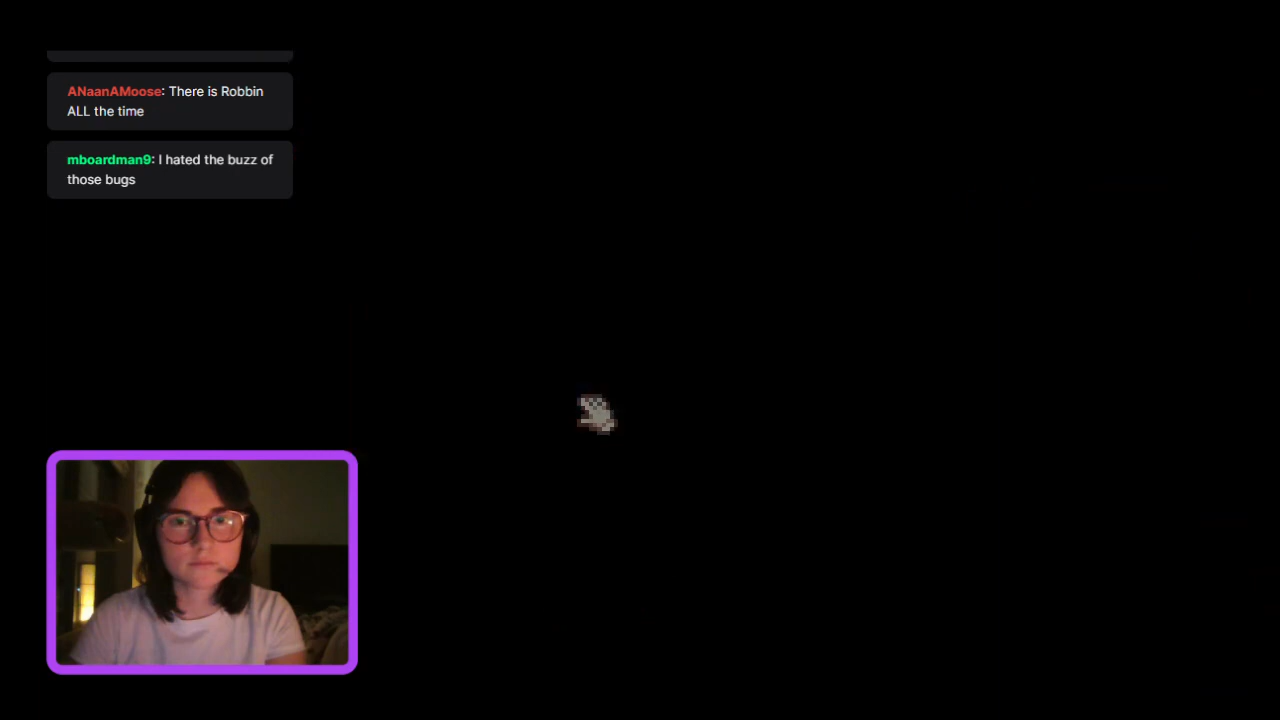 ANaanAMoose: There is Robbin
ALL the time
mboardman9: I hated the buzz of
those bugs